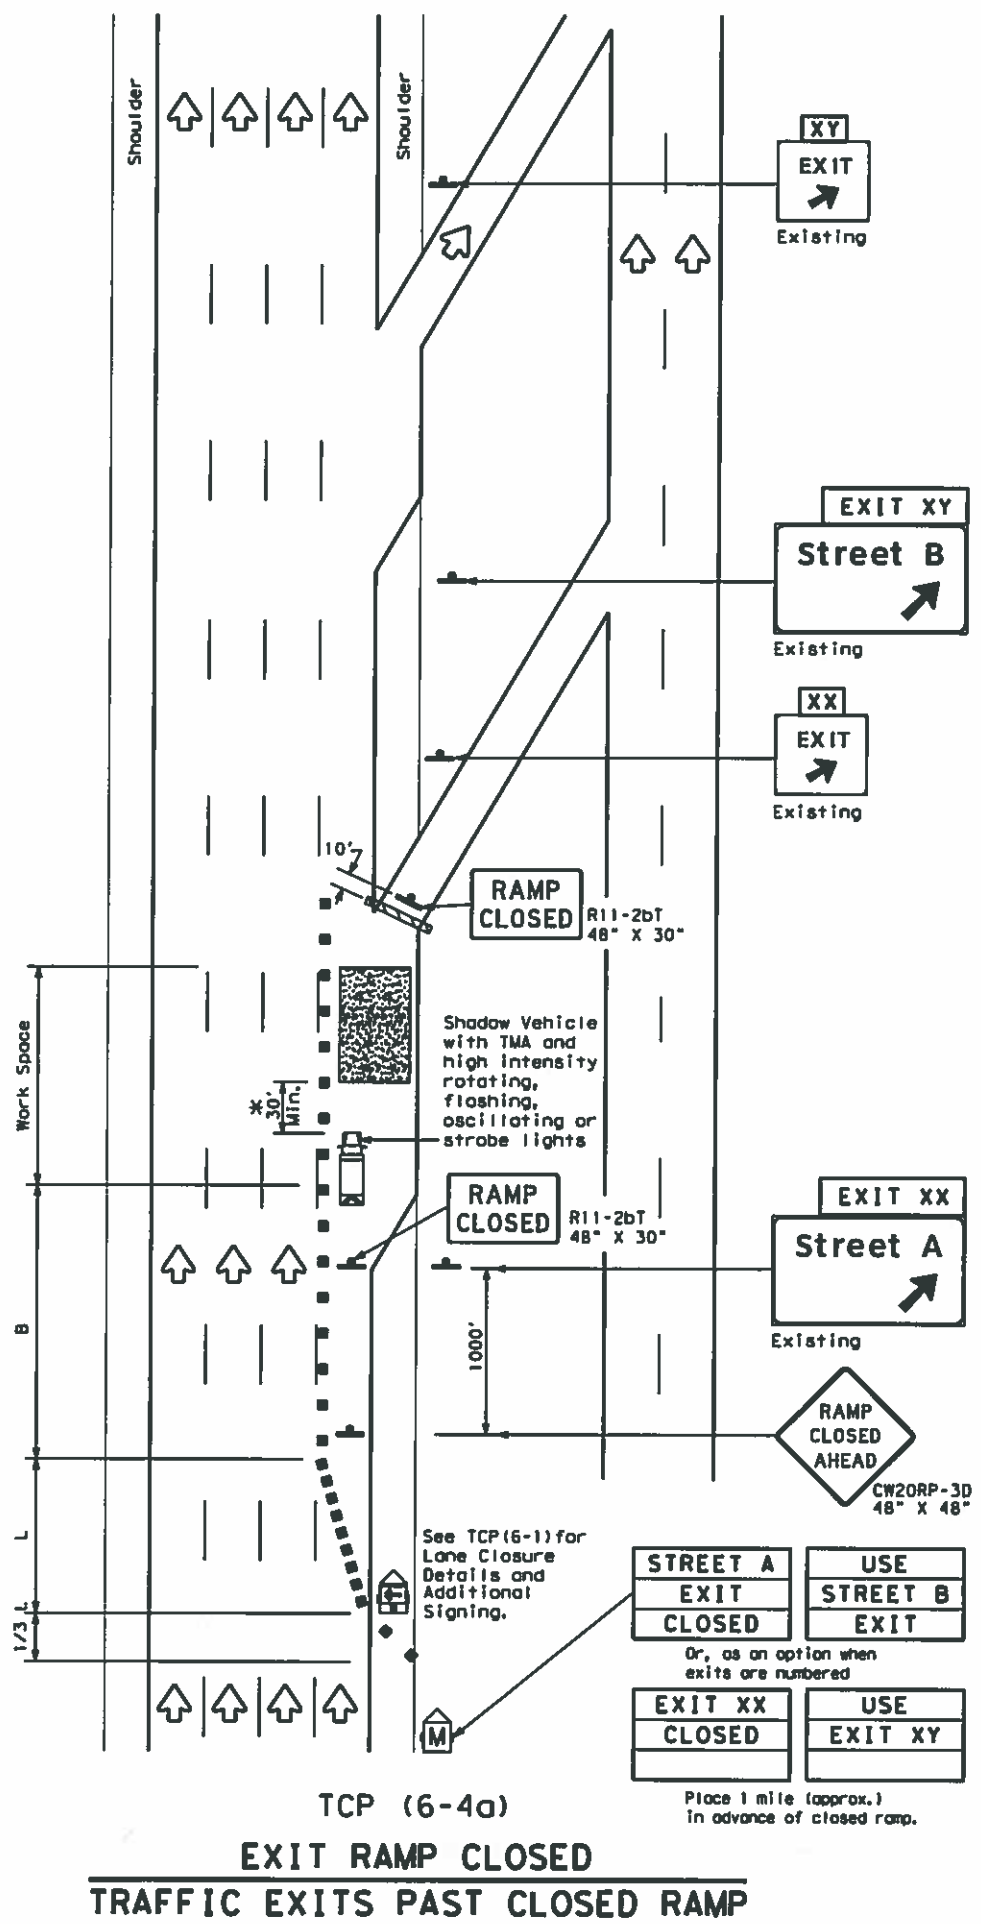 Shoulder
Shoulder
XY
EXIT
Existing
EXIT XY
Street B
Existing
XX
EXIT
Existing
10'
RAMP
CLOSED
R11-2bT
48" X 30"
Work Space
* 30'
Min.
Shadow Vehicle
with TMA and
high intensity
rotating,
flashing,
oscillating or
strobe lights
RAMP
CLOSED
R11-2bT
48" X 30"
EXIT XX
Street A
Existing
B
1000'
RAMP
CLOSED
AHEAD
CW20RP-3D
48" X 48"
L
See TCP(6-1)for
Lane Closure
Details and
Additional
Signing.
1/3 L
STREET A
EXIT
CLOSED
USE
STREET B
EXIT
Or, as an option when
exits are numbered
M
EXIT XX
CLOSED
USE
EXIT XY
Place 1 mile (approx.)
in advance of closed ramp.
TCP (6-4a)
EXIT RAMP CLOSED
TRAFFIC EXITS PAST CLOSED RAMP